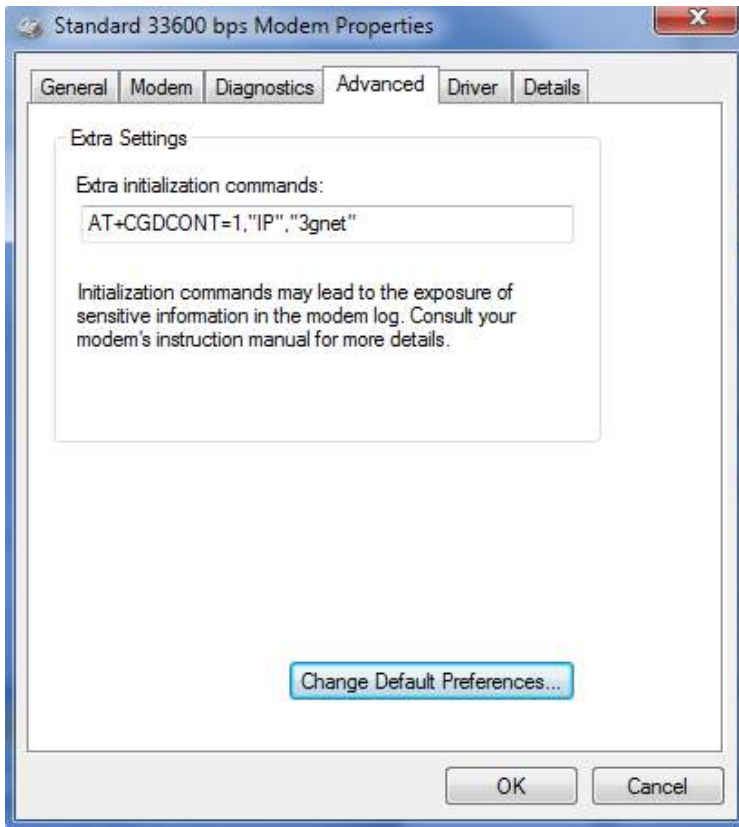 Standard 33600 bps Modem Properties
General Modem Diagnostics Advanced Driver Details
Extra Settings
Extra initialization commands:
AT+CGDCONT=1,"IP","3gnet"
Initialization commands may lead to the exposure of
sensitive information in the modem log. Consult your
modem's instruction manual for more details.
Change Default Preferences...
OK Cancel